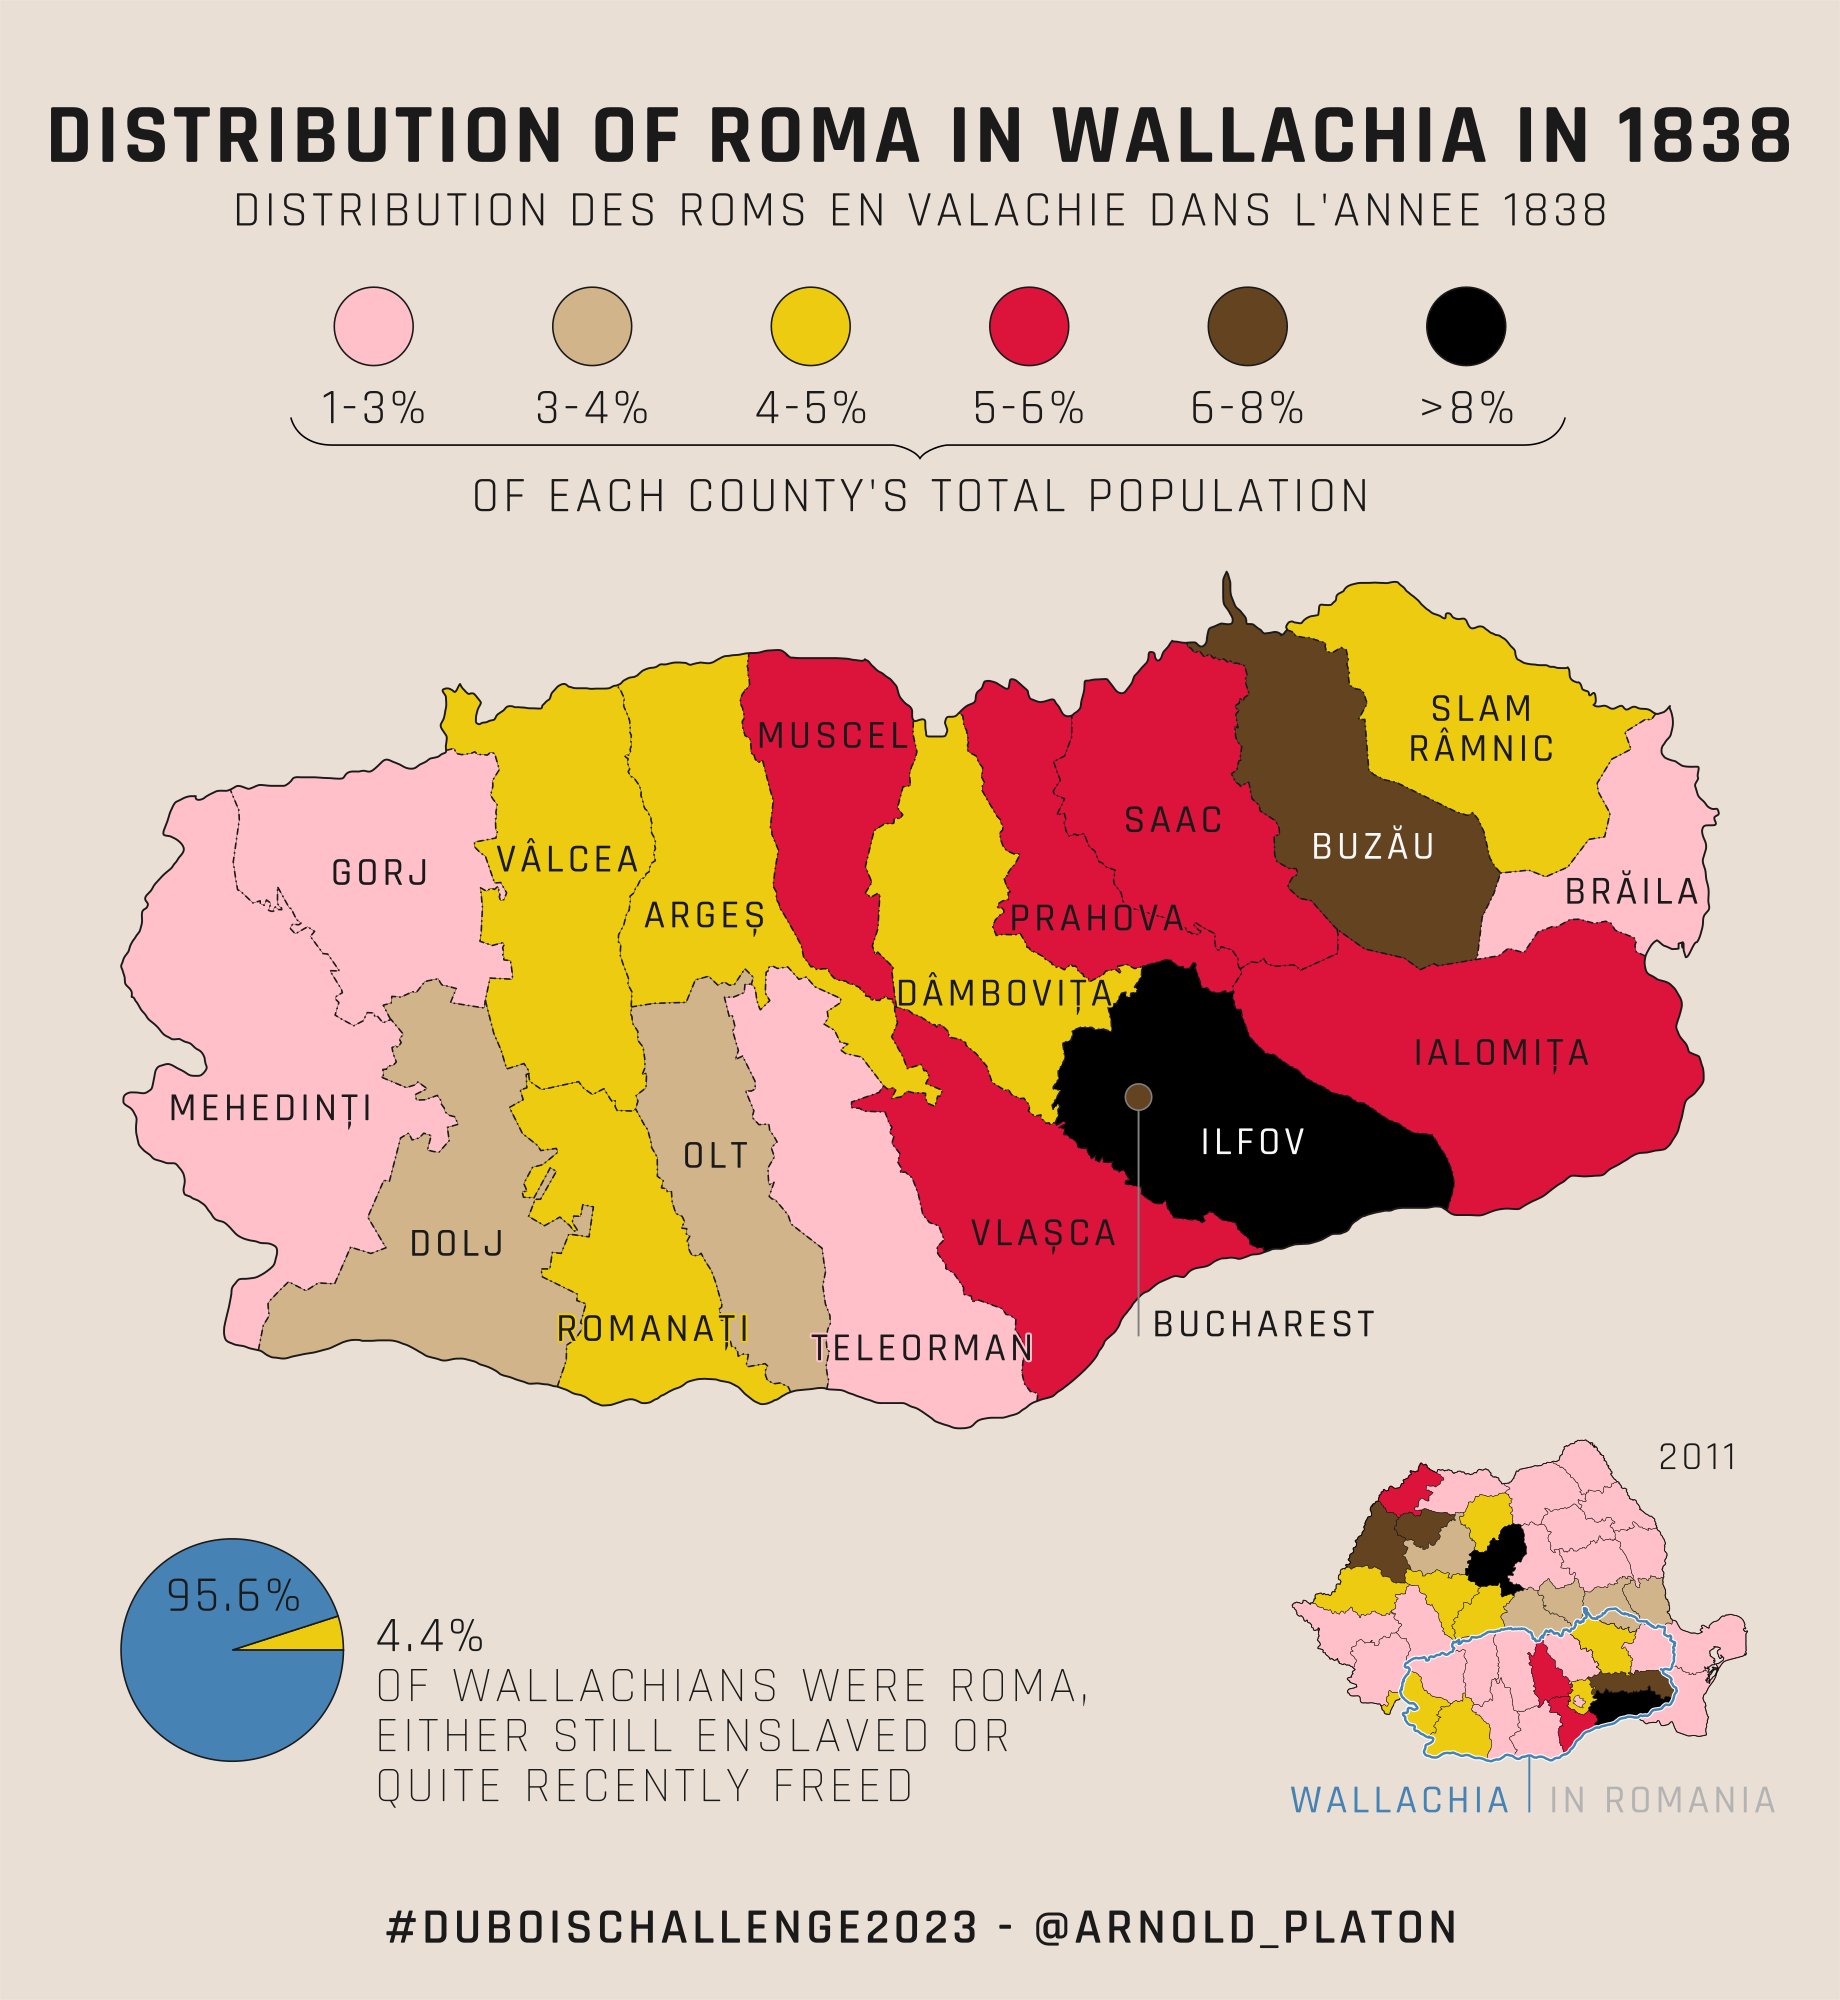 DISTRIBUTION OF ROMA IN WALLACHIA IN 1838
DISTRIBUTION DES ROMS EN VALACHIE DANS L'ANNEE 1838
1-3% 3-4% 4-5% 5-6% 6-8% >8%
OF EACH COUNTY'S TOTAL POPULATION
SLAM
RÂMNIC
MUSCEL
SAAC
BUZĂU
GORJ
VÂLCEA
BRĂILA
ARGEȘ
PRAHOVA
DÂMBOVIȚA
IALOMIȚA
MEHEDINȚI
ILFOV
OLT
DOLJ
VLAȘCA
ROMANAȚI
BUCHAREST
TELEORMAN
2011
95.6%
4.4%
OF WALLACHIANS WERE ROMA,
EITHER STILL ENSLAVED OR
QUITE RECENTLY FREED
WALLACHIA IN ROMANIA
#DUBOISCHALLENGE2023 - @ARNOLD_PLATON